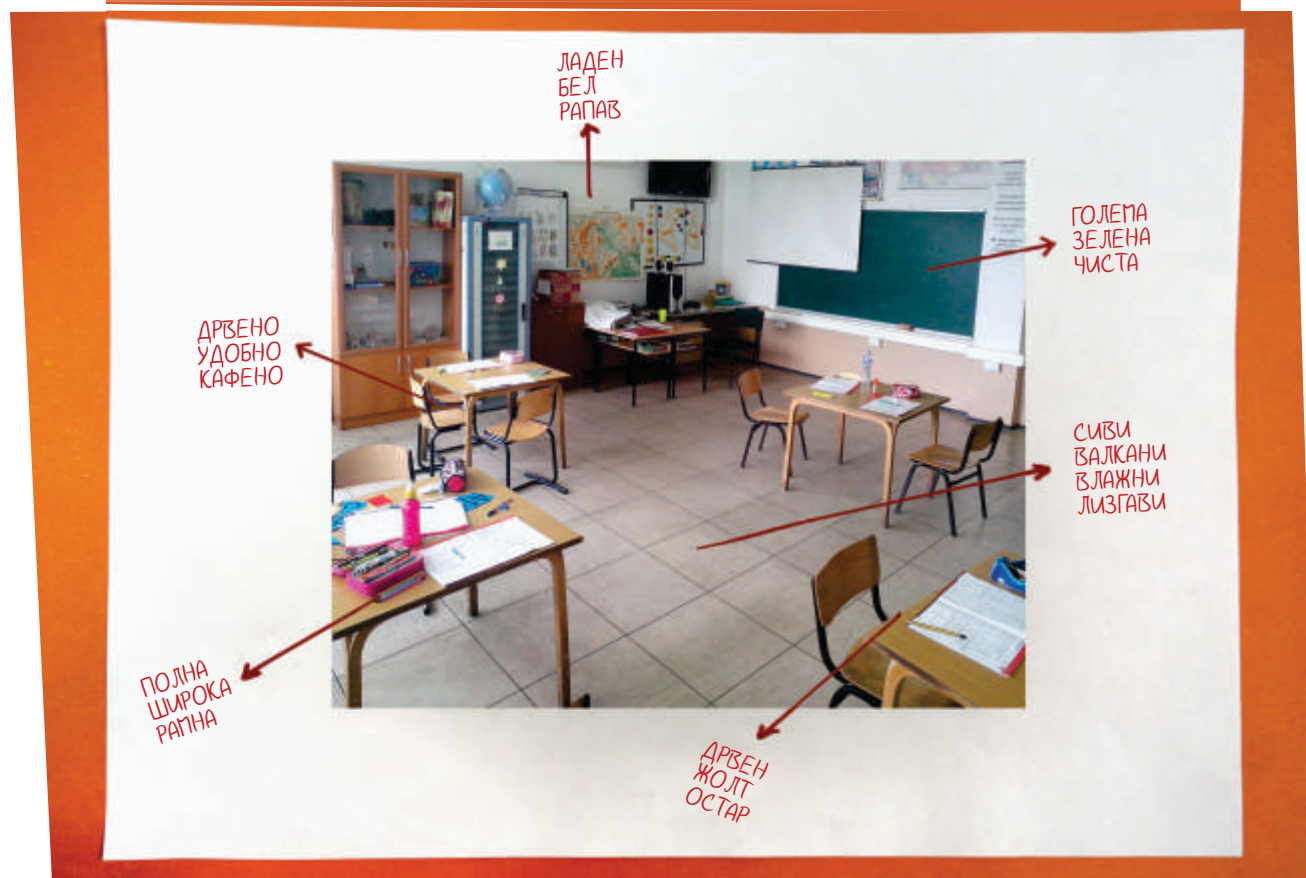 ЛАДЕН
БЕЛ
РАПАВ
ГОЛЕМА
ЗЕЛЕНА
ЧИСТА
ДРВЕНО
УДОБНО
КАФЕНО
СИВИ
ВАЛКАНИ
ВЛАЖНИ
ЛИЗГАВИ
ПОЛНА
ШИРОКА
РАМНА
ДРВЕН
ЖОЛТ
ОСТАР